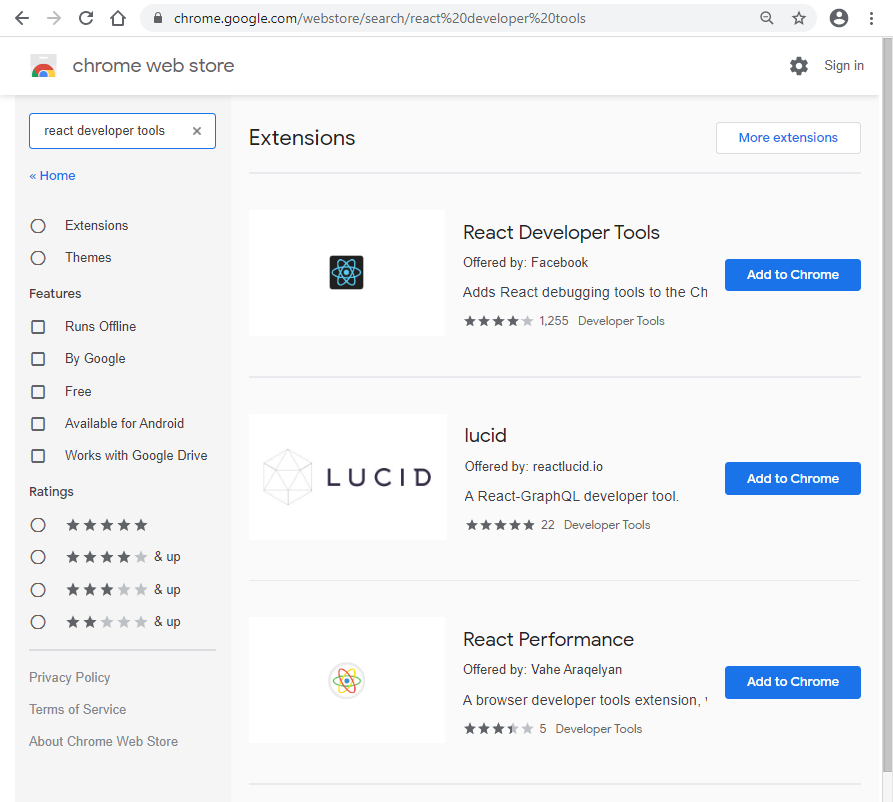 chrome.google.com/webstore/search/react%20developer%20tools
chrome web store
Sign in
react developer tools
« Home
Extensions
Themes
Features
Runs Offline
By Google
Free
Available for Android
Works with Google Drive
Ratings
& up
& up
& up
Privacy Policy
Terms of Service
About Chrome Web Store
Extensions
More extensions
React Developer Tools
Offered by: Facebook
Adds React debugging tools to the Ch
1,255 Developer Tools
Add to Chrome
LUCID
lucid
Offered by: reactlucid.io
A React-GraphQL developer tool.
22 Developer Tools
Add to Chrome
React Performance
Offered by: Vahe Araqelyan
A browser developer tools extension,
5 Developer Tools
Add to Chrome